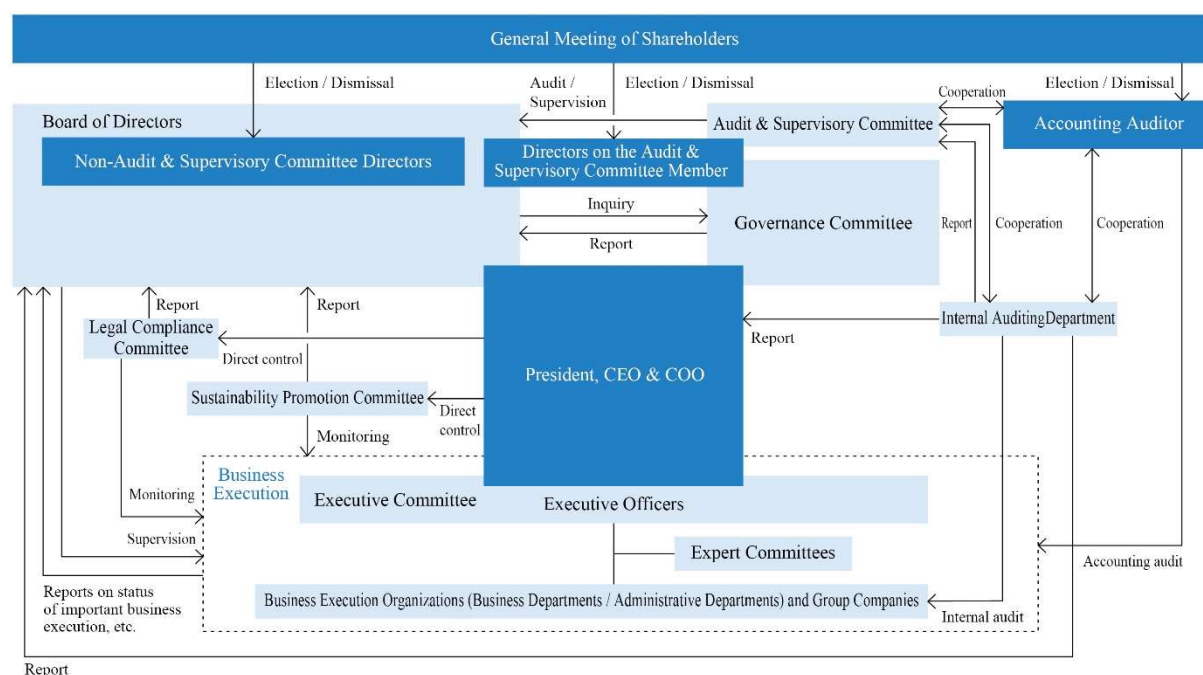 General Meeting of Shareholders
Election / Dismissal
Audit /
Supervision
Election / Dismissal
Election / Dismissal
Cooperation
Board of Directors
Audit & Supervisory Committee
Accounting Auditor
Non-Audit & Supervisory Committee Directors
Directors on the Audit &
Supervisory Committee Member
Inquiry
Report
Governance Committee
Report
Cooperation
Cooperation
Report
Legal Compliance
Committee
Report
Direct control
Internal AuditingDepartment
Report
President, CEO & COO
Sustainability Promotion Committee
Direct
control
Monitoring
Business
Execution
Monitoring
Executive Committee
Executive Officers
Supervision
Expert Committees
Accounting audit
Reports on status
of important business
execution, etc.
Business Execution Organizations (Business Departments / Administrative Departments) and Group Companies
Internal audit
Report